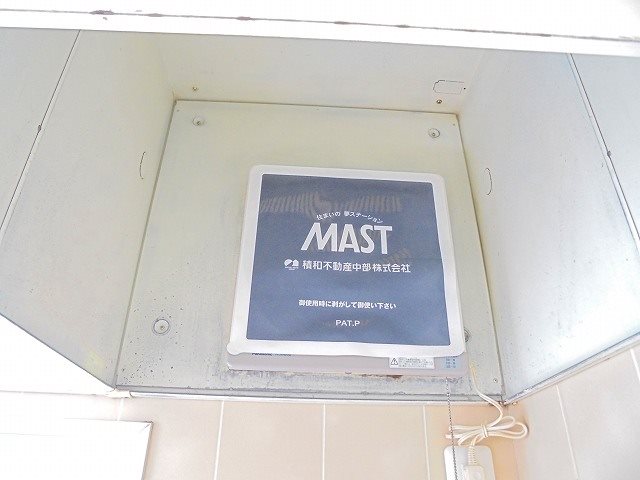 住まいの 夢ステーション
MAST
積和不動産中部株式会社
御使用時に剥がして御使い下さい
PAT.P